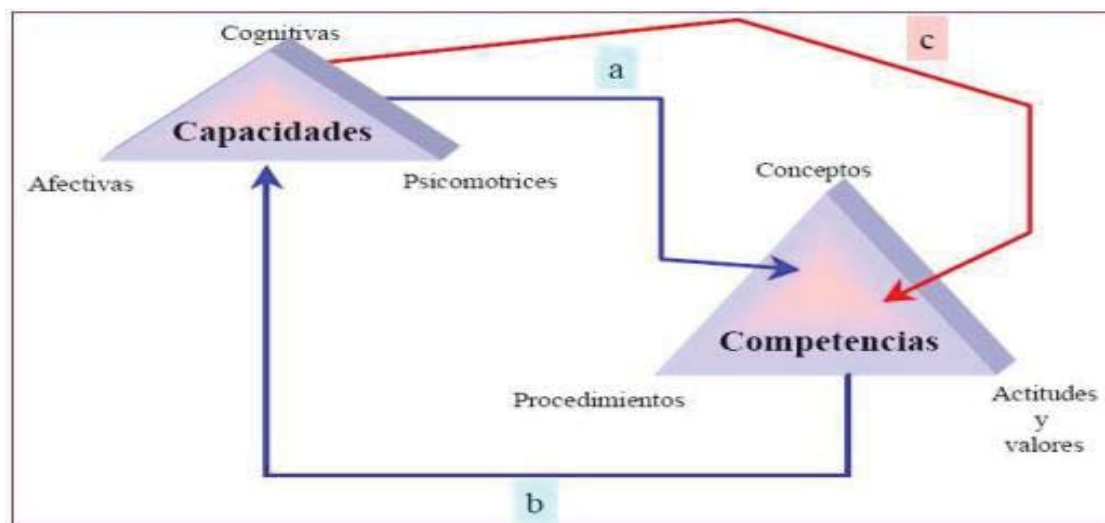 Cognitivas
c
a
Capacidades
Afectivas
Psicomotrices
Conceptos
Competencias
Procedimientos
Actitudes
y
valores
b